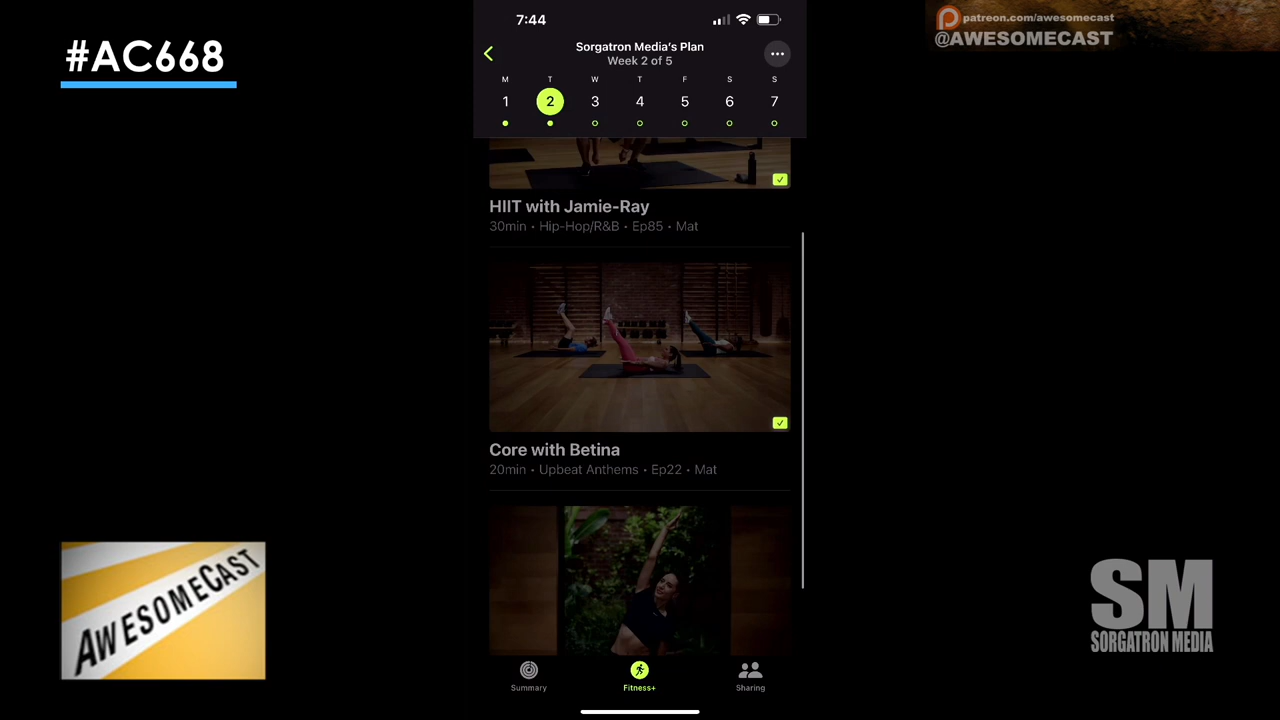 #AC668
patreon.com/awesomecast
@AWESOMECAST
7:44
Sorgatron Media's Plan
Week 2 of 5
M T W T F S S
1 2 3 4 5 6 7
HIIT with Jamie-Ray
30min • Hip-Hop/R&B • Ep85 • Mat
Core with Betina
20min • Upbeat Anthems • Ep22 • Mat
Summary Fitness+ Sharing
AWESOMECAST
SM
SORGATRON MEDIA